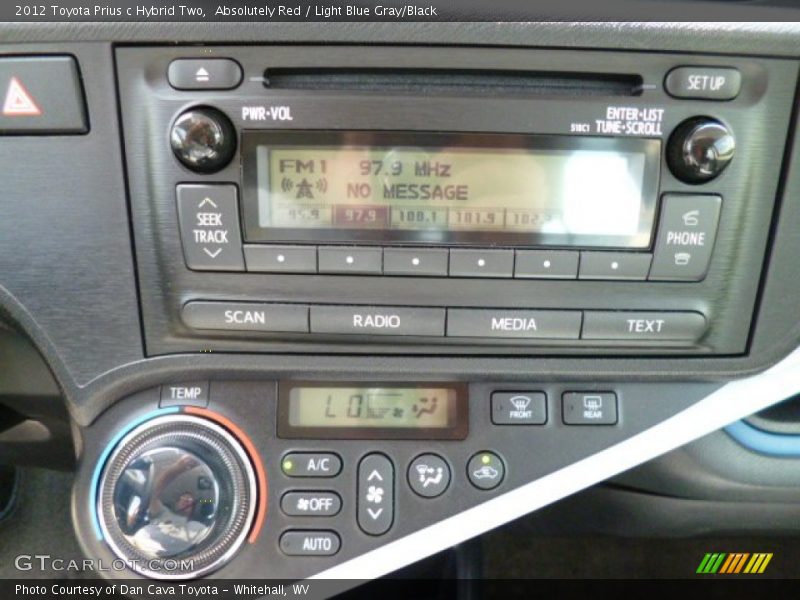 2012 Toyota Prius c Hybrid Two,  Absolutely Red / Light Blue Gray/Black
SET UP
PWR•VOL
ENTER•LIST
51BC1 TUNE•SCROLL
FM1 97.9 MHz
NO MESSAGE
95.9 97.9 100.1 101.9 102.
SEEK
TRACK
PHONE
SCAN RADIO MEDIA TEXT
TEMP
LO
FRONT
REAR
A/C
OFF
AUTO
GTCARLOT.COM
Photo Courtesy of Dan Cava Toyota – Whitehall, WV